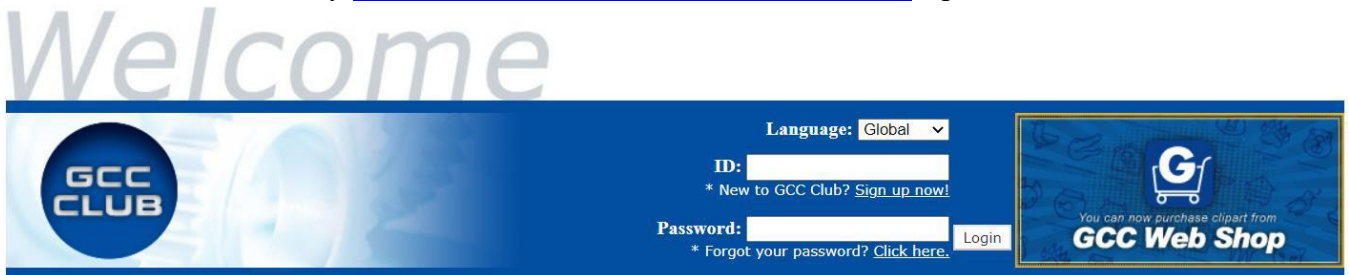 Welcome
GCC
CLUB
Language: Global
ID:
* New to GCC Club? Sign up now!
Password:
Login
* Forgot your password? Click here.
G
You can now purchase clipart from
GCC Web Shop